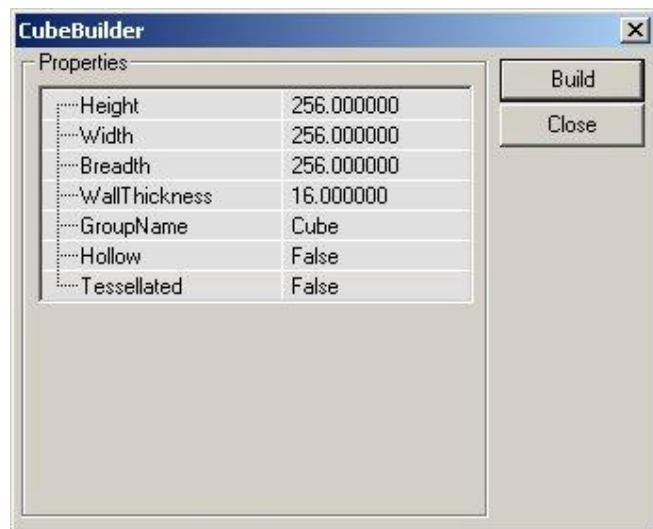 CubeBuilder
Properties
Height 256.000000
Width 256.000000
Breadth 256.000000
WallThickness 16.000000
GroupName Cube
Hollow False
Tessellated False
Build
Close